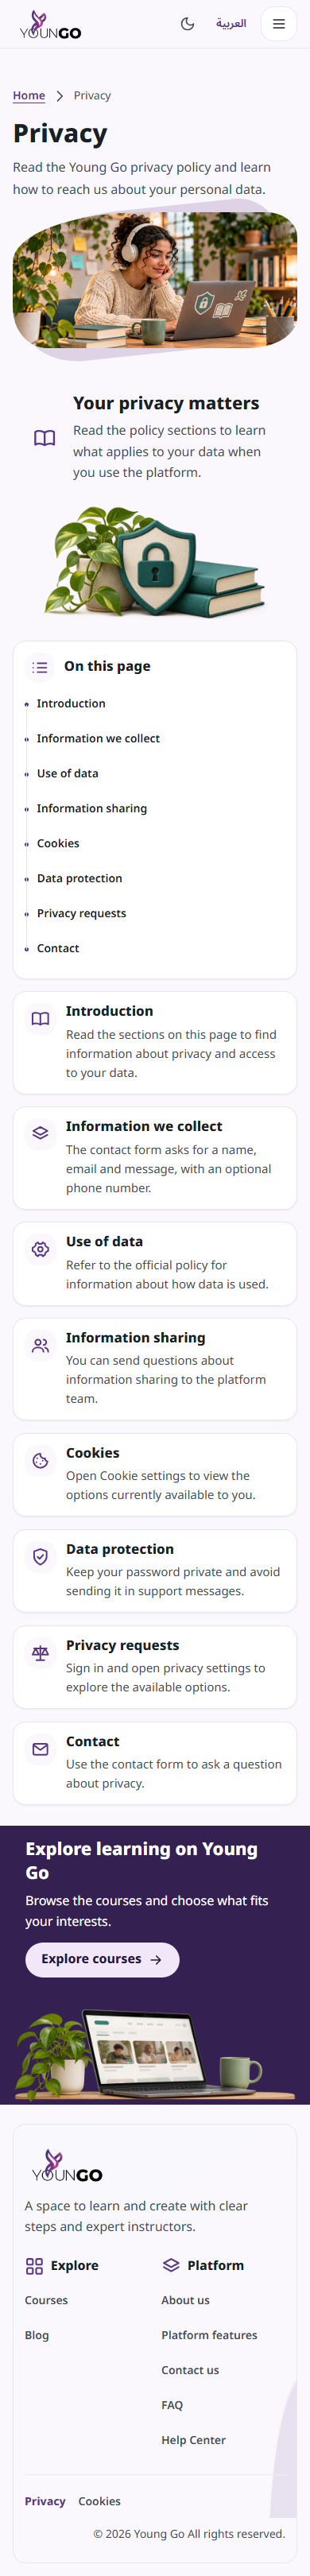 YOUNGO
العربية
Home > Privacy
Privacy
Read the Young Go privacy policy and learn
how to reach us about your personal data.
Your privacy matters
Read the policy sections to learn
what applies to your data when
you use the platform.
On this page
Introduction
Information we collect
Use of data
Information sharing
Cookies
Data protection
Privacy requests
Contact
Introduction
Read the sections on this page to find
information about privacy and access
to your data.
Information we collect
The contact form asks for a name,
email and message, with an optional
phone number.
Use of data
Refer to the official policy for
information about how data is used.
Information sharing
You can send questions about
information sharing to the platform
team.
Cookies
Open Cookie settings to view the
options currently available to you.
Data protection
Keep your password private and avoid
sending it in support messages.
Privacy requests
Sign in and open privacy settings to
explore the available options.
Contact
Use the contact form to ask a question
about privacy.
Explore learning on Young
Go
Browse the courses and choose what fits
your interests.
Explore courses →
YOUNGO
A space to learn and create with clear
steps and expert instructors.
Explore
Courses
Blog
Platform
About us
Platform features
Contact us
FAQ
Help Center
Privacy Cookies
© 2026 Young Go All rights reserved.